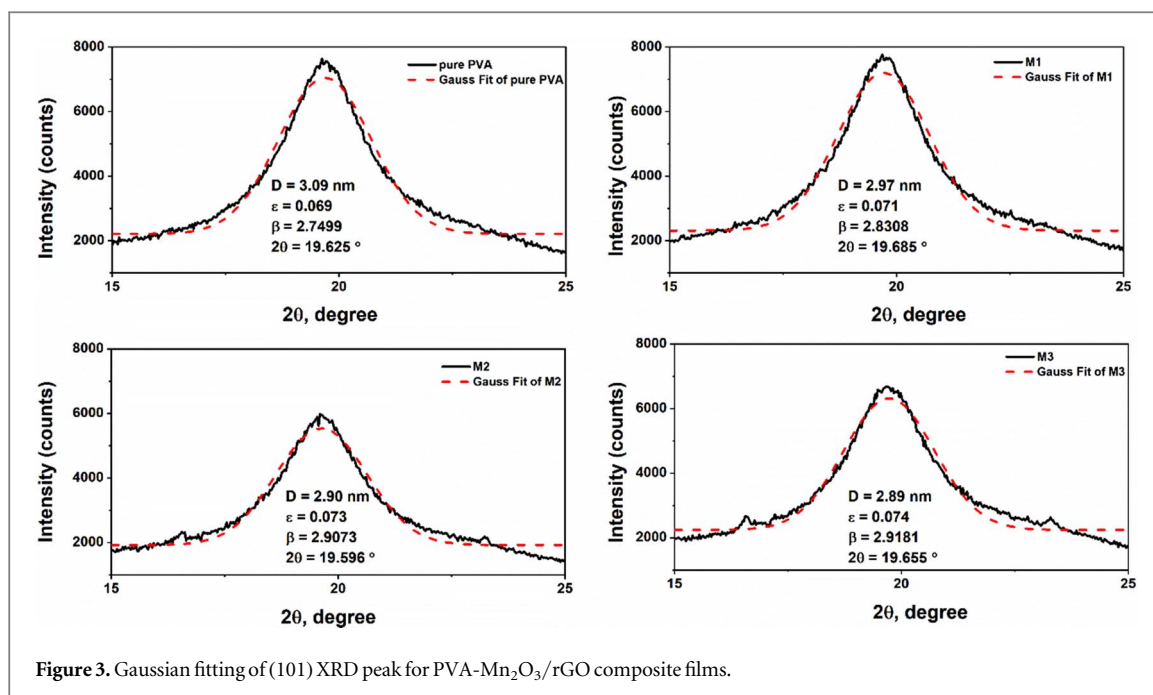 8000
6000
4000
2000
Intensity (counts)
pure PVA
Gauss Fit of pure PVA
D = 3.09 nm
ε = 0.069
β = 2.7499
2θ = 19.625 °
15
20
25
2θ, degree
8000
6000
4000
2000
Intensity (counts)
M1
Gauss Fit of M1
D = 2.97 nm
ε = 0.071
β = 2.8308
2θ = 19.685 °
15
20
25
2θ, degree
8000
6000
4000
2000
Intensity (counts)
M2
Gauss Fit of M2
D = 2.90 nm
ε = 0.073
β = 2.9073
2θ = 19.596 °
15
20
25
2θ, degree
8000
6000
4000
2000
Intensity (counts)
M3
Gauss Fit of M3
D = 2.89 nm
ε = 0.074
β = 2.9181
2θ = 19.655 °
15
20
25
2θ, degree
Figure 3. Gaussian fitting of (101) XRD peak for PVA-Mn₂O₃/rGO composite films.